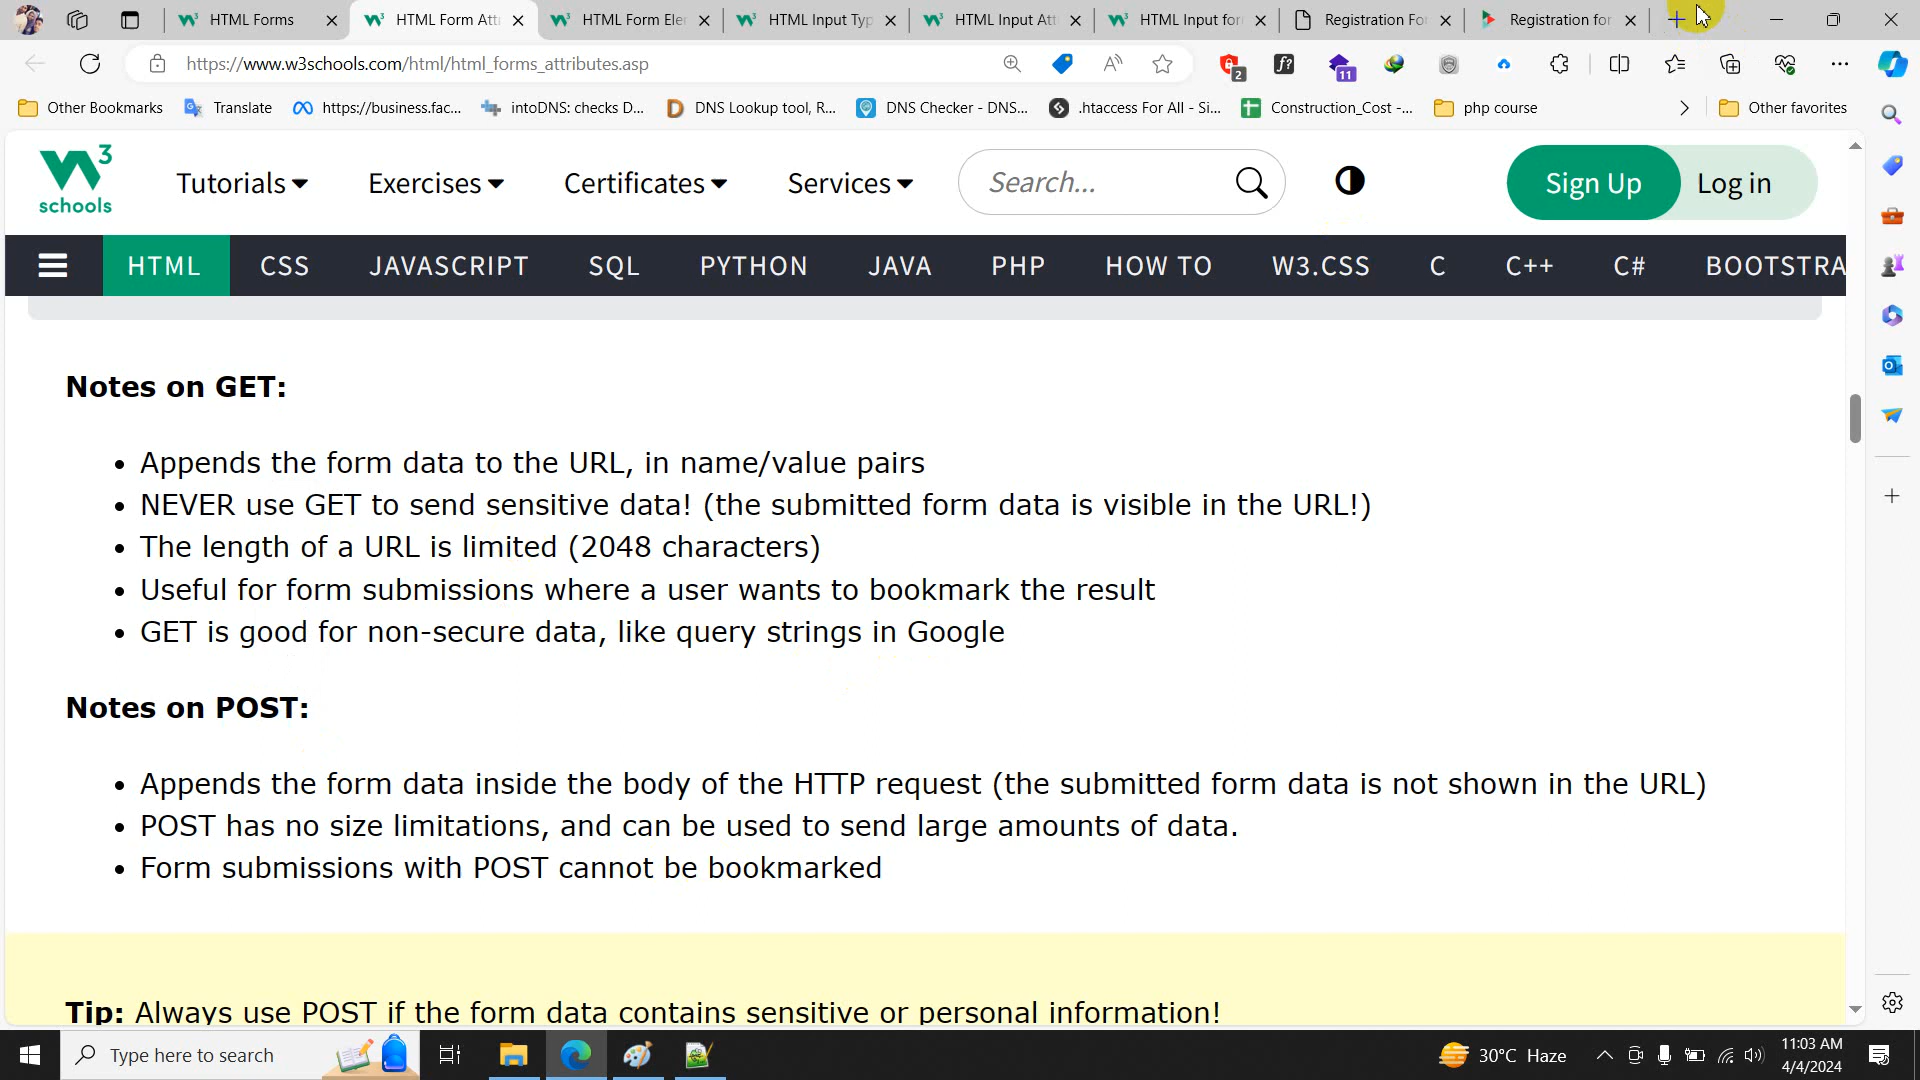 HTML Forms
HTML Form Att
HTML Form Ele
HTML Input Typ
HTML Input Att
HTML Input for
Registration Fo
Registration for
https://www.w3schools.com/html/html_forms_attributes.asp
2
f?
11
Other Bookmarks
Translate
https://business.fac...
intoDNS: checks D...
DNS Lookup tool, R...
DNS Checker - DNS...
.htaccess For All - Si...
Construction_Cost -...
php course
Other favorites
W3
schools
Tutorials
Exercises
Certificates
Services
Search...
Sign Up
Log in
HTML
CSS
JAVASCRIPT
SQL
PYTHON
JAVA
PHP
HOW TO
W3.CSS
C
C++
C#
BOOTSTRA
Notes on GET:
• Appends the form data to the URL, in name/value pairs
• NEVER use GET to send sensitive data! (the submitted form data is visible in the URL!)
• The length of a URL is limited (2048 characters)
• Useful for form submissions where a user wants to bookmark the result
• GET is good for non-secure data, like query strings in Google
Notes on POST:
• Appends the form data inside the body of the HTTP request (the submitted form data is not shown in the URL)
• POST has no size limitations, and can be used to send large amounts of data.
• Form submissions with POST cannot be bookmarked
Tip: Always use POST if the form data contains sensitive or personal information!
Type here to search
30°C Haze
11:03 AM
4/4/2024